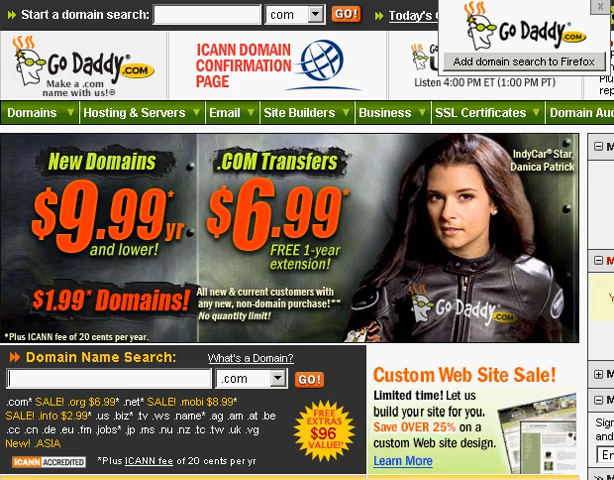 Start a domain search:
com
GO!
Today's
Go Daddy
.COM
Add domain search to Firefox
x
Go Daddy
.COM
Make a .com
name with us!®
ICANN DOMAIN
CONFIRMATION
PAGE
Listen 4:00 PM ET (1:00 PM PT)
Domains
Hosting & Servers
Email
Site Builders
Business
SSL Certificates
Domain Auc
New Domains
$9.99*
yr
and lower!
.COM Transfers
$6.99*
FREE 1-year
extension!
IndyCar® Star,
Danica Patrick
$1.99* Domains!
All new & current customers with
any new, non-domain purchase!**
No quantity limit!
Go Daddy
.COM
*Plus ICANN fee of 20 cents per year.
Domain Name Search:
What's a Domain?
.com
GO!
.com* SALE! .org $6.99* .net* SALE! .mobi $8.99*
SALE! .info $2.99* .us .biz* .tv .ws .name* .ag .am .at .be
.cc .cn .de .eu .fm .jobs* .jp .ms .nu .nz .tc .tw .uk .vg
New! .ASIA
ICANN ACCREDITED
*Plus ICANN fee of 20 cents per yr
FREE
EXTRAS
$96
VALUE!*
Custom Web Site Sale!
Limited time! Let us
build your site for you.
Save OVER 25% on a
custom Web site design.
Learn More